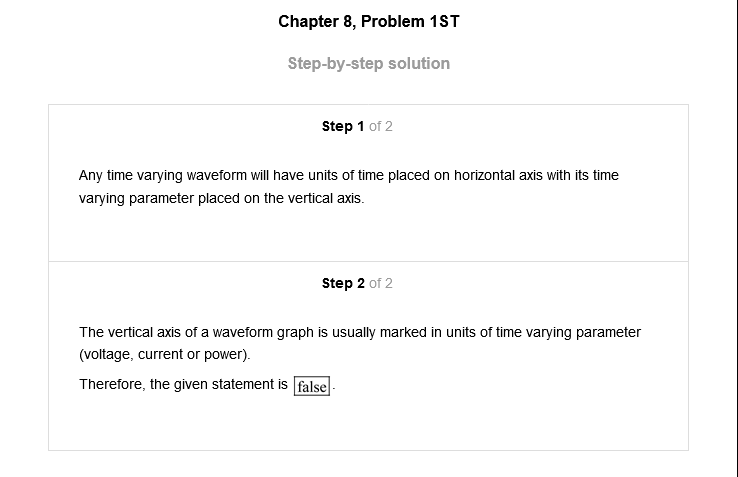 Chapter 8, Problem 1ST
Step-by-step solution
Step 1 of 2
Any time varying waveform will have units of time placed on horizontal axis with its time
varying parameter placed on the vertical axis.
Step 2 of 2
The vertical axis of a waveform graph is usually marked in units of time varying parameter
(voltage, current or power).
Therefore, the given statement is false.